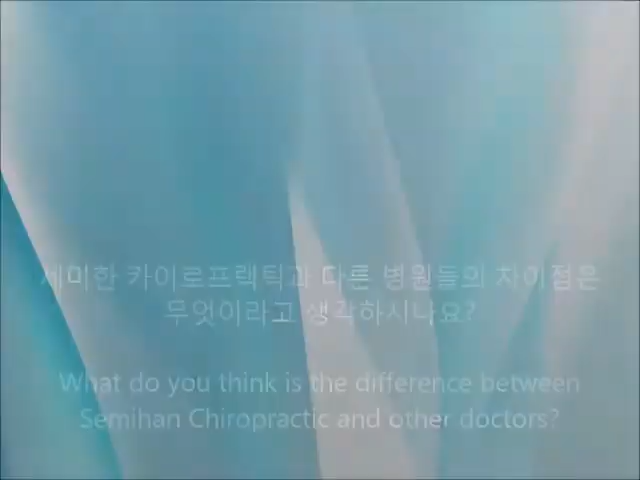 세미한 카이로프랙틱과 다른 병원들의 차이점은
무엇이라고 생각하시나요?
What do you think is the difference between
Semihan Chiropractic and other doctors?